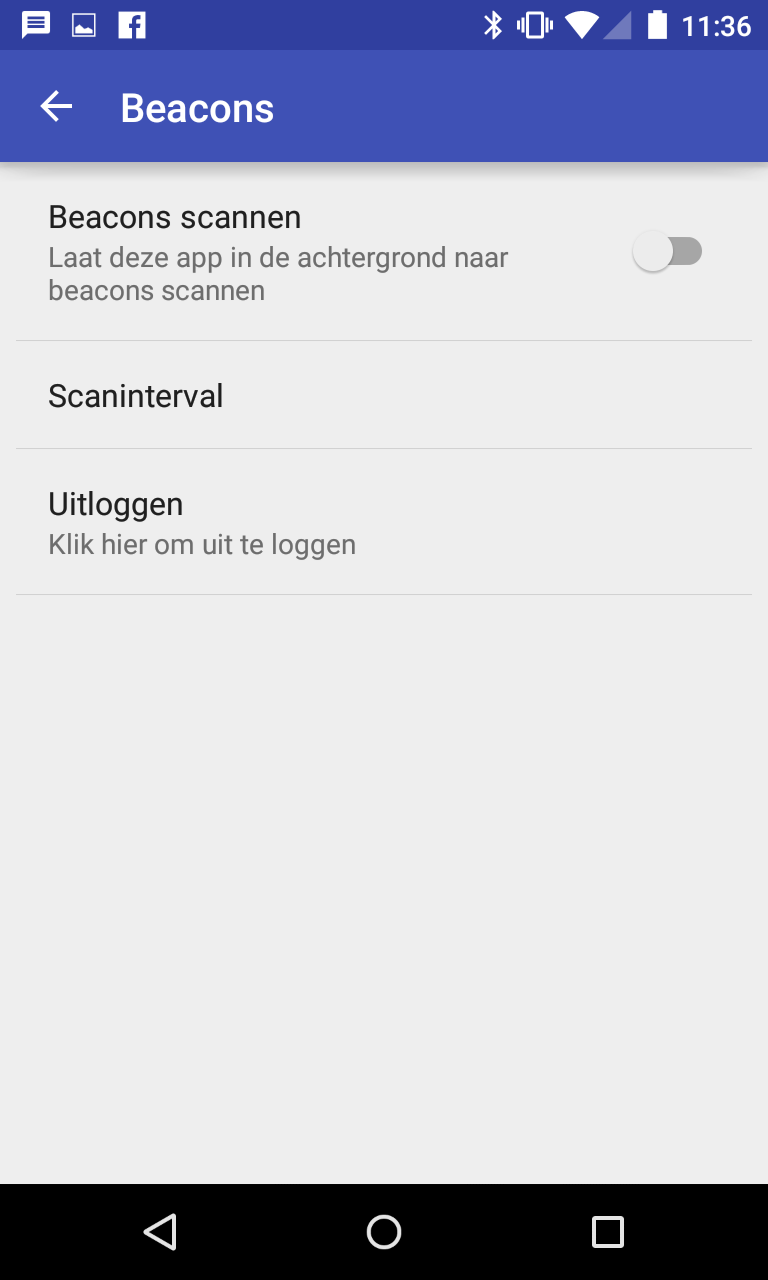 11:36
Beacons
Beacons scannen
Laat deze app in de achtergrond naar
beacons scannen
Scaninterval
Uitloggen
Klik hier om uit te loggen